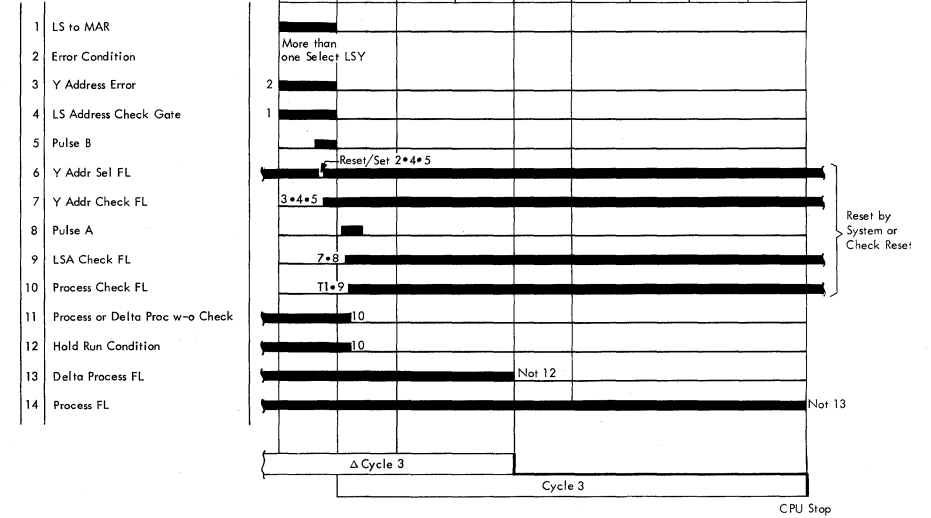 1 LS to MAR
More than
one Select LSY
2 Error Condition
3 Y Address Error 2
4 LS Address Check Gate 1
5 Pulse B
Reset/Set 2•4•5
6 Y Addr Sel FL
7 Y Addr Check FL 3•4•5
8 Pulse A
Reset by
System or
Check Reset
9 LSA Check FL 7•8
10 Process Check FL T1•9
11 Process or Delta Proc w-o Check 10
12 Hold Run Condition 10
13 Delta Process FL Not 12
14 Process FL Not 13
Δ Cycle 3
Cycle 3
CPU Stop